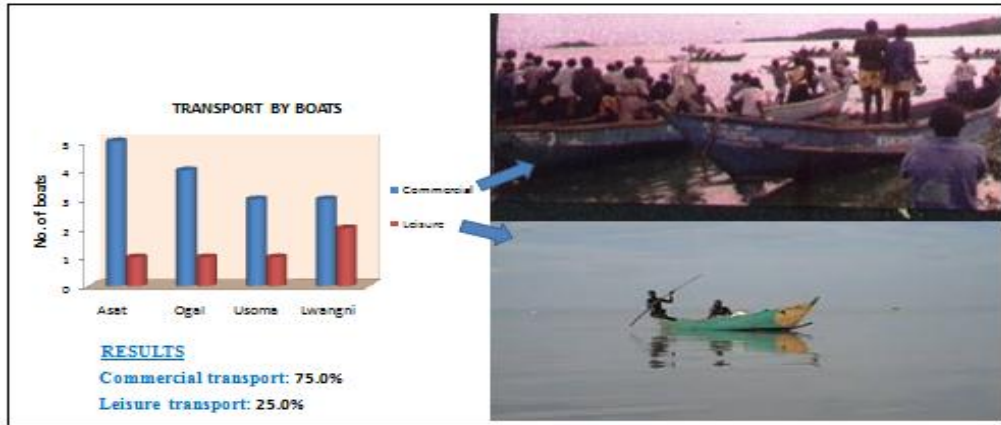 TRANSPORT BY BOATS
No. of boats
5
4
3
2
1
0
Asat
Ogal
Usoma
Lwangni
Commercial
Leisure
RESULTS
Commercial transport: 75.0%
Leisure transport: 25.0%